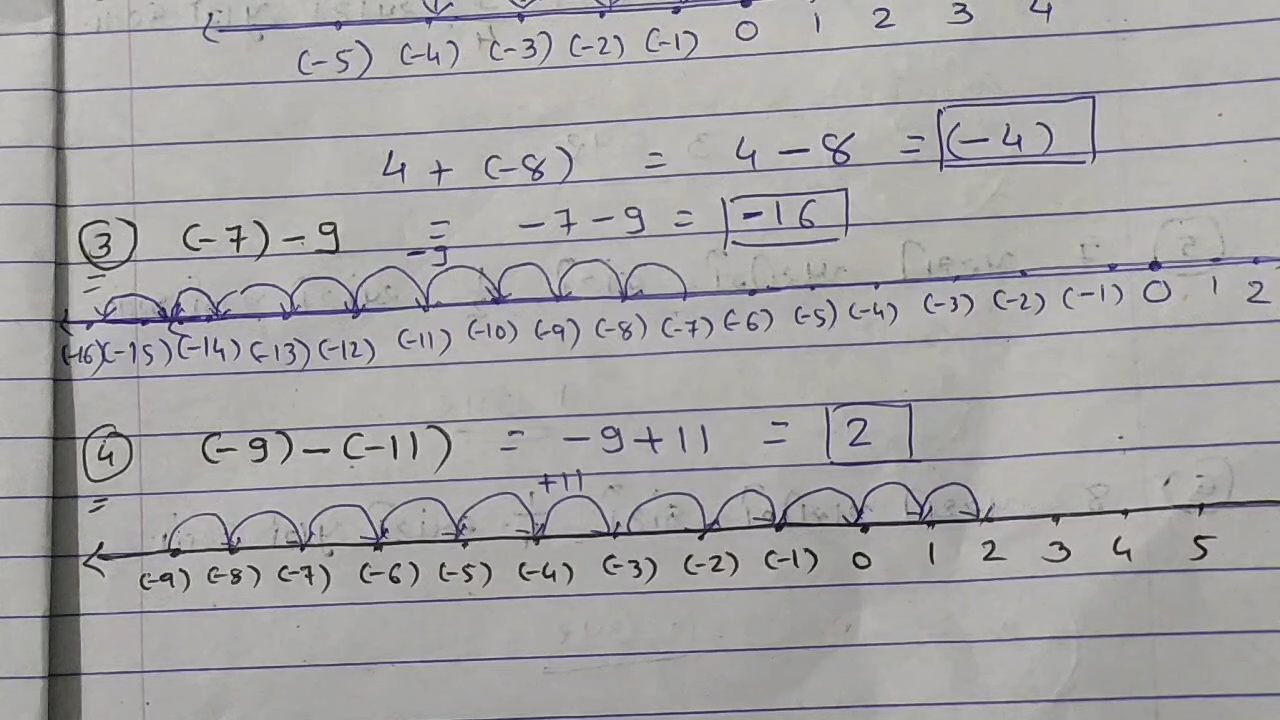 (-5) (-4) (-3) (-2) (-1) 0 1 2 3 4
4 + (-8) = 4 - 8 = (-4)
③ (-7) - 9 = -7 - 9 = -16
-9
(-16) (-15) (-14) (-13) (-12) (-11) (-10) (-9) (-8) (-7) (-6) (-5) (-4) (-3) (-2) (-1) 0 1 2
④ (-9) - (-11) = -9 + 11 = 2
+11
(-9) (-8) (-7) (-6) (-5) (-4) (-3) (-2) (-1) 0 1 2 3 4 5